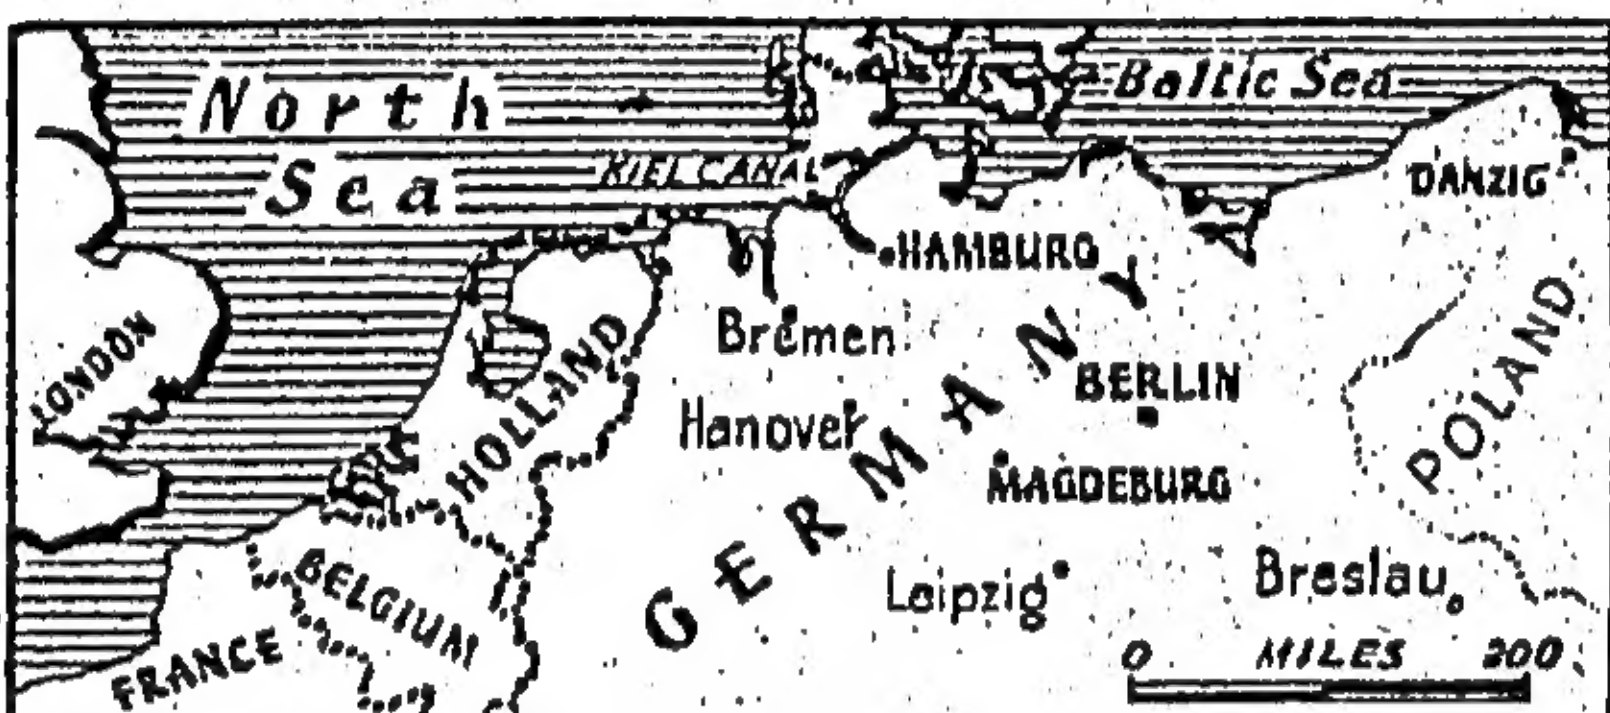 North
Sea
Baltic Sea
KIEL CANAL
DANZIG
HAMBURG
LONDON
HOLLAND
Bremen
GERMANY
BERLIN
POLAND
Hanover
MAGDEBURG
BELGIUM
Leipzig
Breslau
FRANCE
0 MILES 200